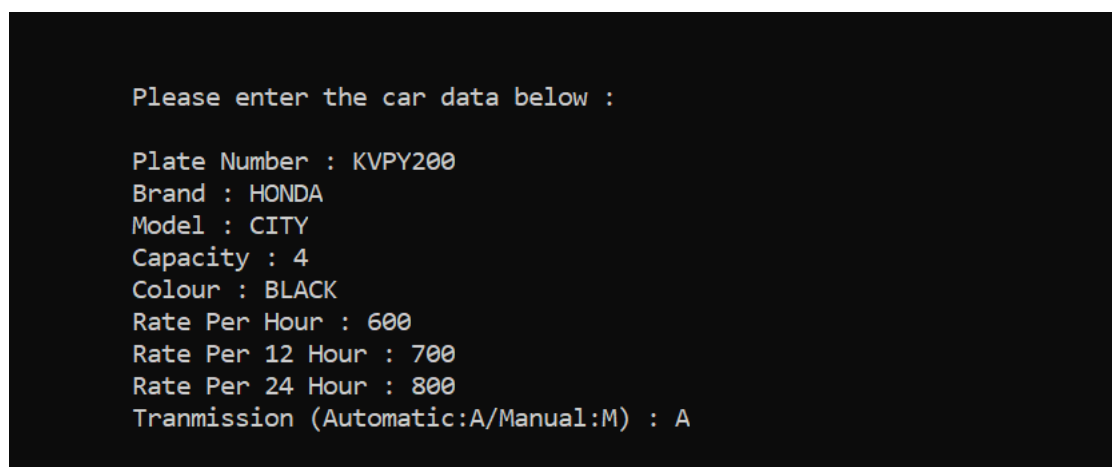 Please enter the car data below :
Plate Number : KVPY200
Brand : HONDA
Model : CITY
Capacity : 4
Colour : BLACK
Rate Per Hour : 600
Rate Per 12 Hour : 700
Rate Per 24 Hour : 800
Tranmission (Automatic:A/Manual:M) : A